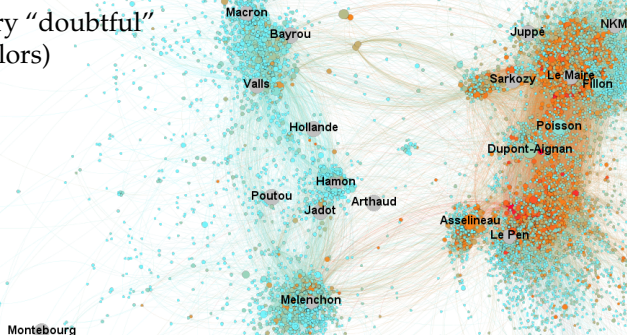 ry “doubtful”
lors)
Macron
Bayrou
Valls
Hollande
Hamon
Poutou
Jadot
Arthaud
Melenchon
Montebourg
Juppé
NKM
Sarkozy
Le Maire
Fillon
Poisson
Dupont-Aignan
Asselineau
Le Pen